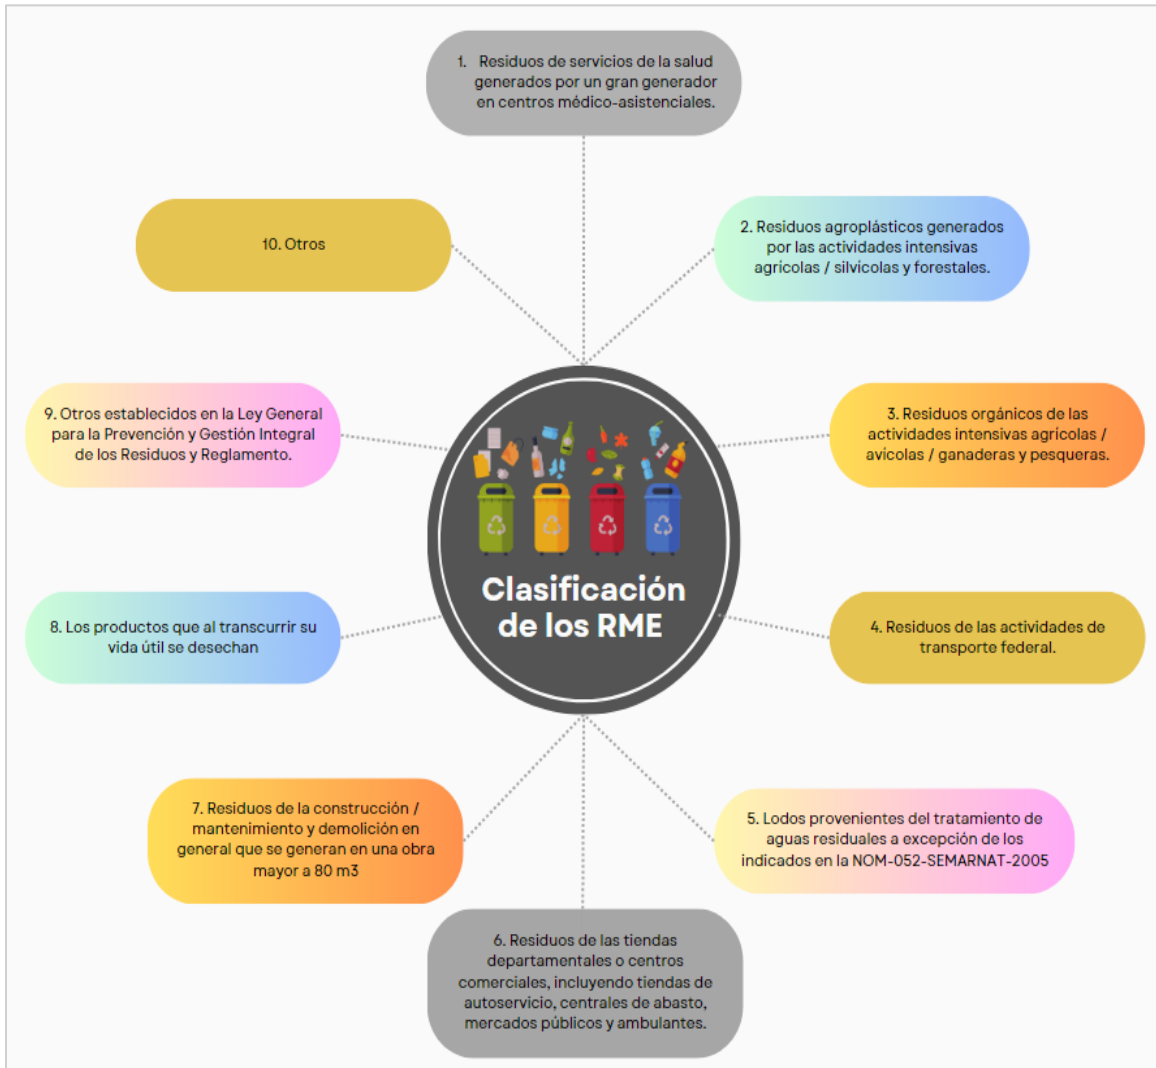 1. Residuos de servicios de la salud
generados por un gran generador
en centros médico-asistenciales.
2. Residuos agroplásticos generados
por las actividades intensivas
agrícolas / silvícolas y forestales.
3. Residuos orgánicos de las
actividades intensivas agrícolas /
avícolas / ganaderas y pesqueras.
4. Residuos de las actividades de
transporte federal.
5. Lodos provenientes del tratamiento de
aguas residuales a excepción de los
indicados en la NOM-052-SEMARNAT-2005
6. Residuos de las tiendas
departamentales o centros
comerciales, incluyendo tiendas de
autoservicio, centrales de abasto,
mercados públicos y ambulantes.
7. Residuos de la construcción /
mantenimiento y demolición en
general que se generan en una obra
mayor a 80 m3
8. Los productos que al transcurrir su
vida útil se desechan
9. Otros establecidos en la Ley General
para la Prevención y Gestión Integral
de los Residuos y Reglamento.
10. Otros
Clasificación
de los RME